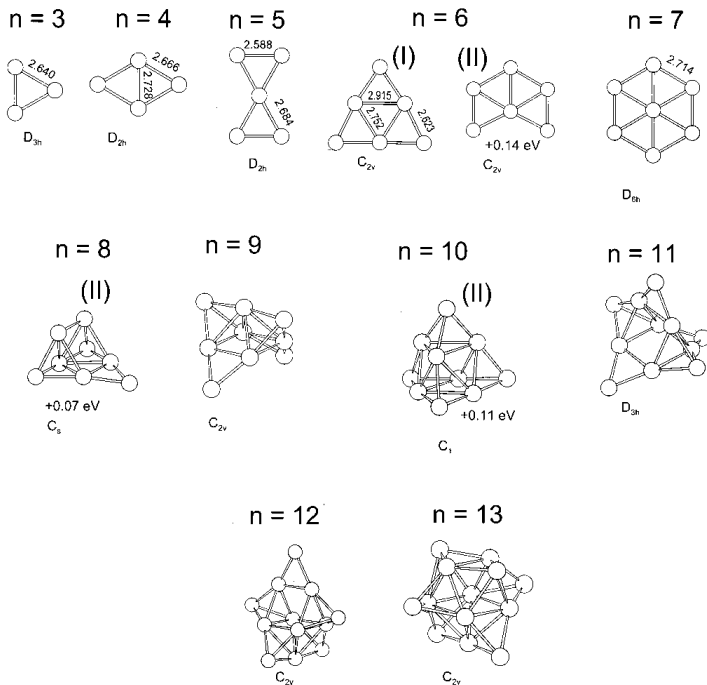 n = 3
n = 4
n = 5
n = 6
n = 7
(I)
(II)
2.640
2.666
2.728
2.588
2.684
2.915
2.752
2.623
2.714
+0.14 eV
D3h
D2h
D2h
C2v
C2v
D6h
n = 8
n = 9
n = 10
n = 11
(II)
(II)
+0.07 eV
Cs
C2v
+0.11 eV
C1
D3h
n = 12
n = 13
C2v
C2v